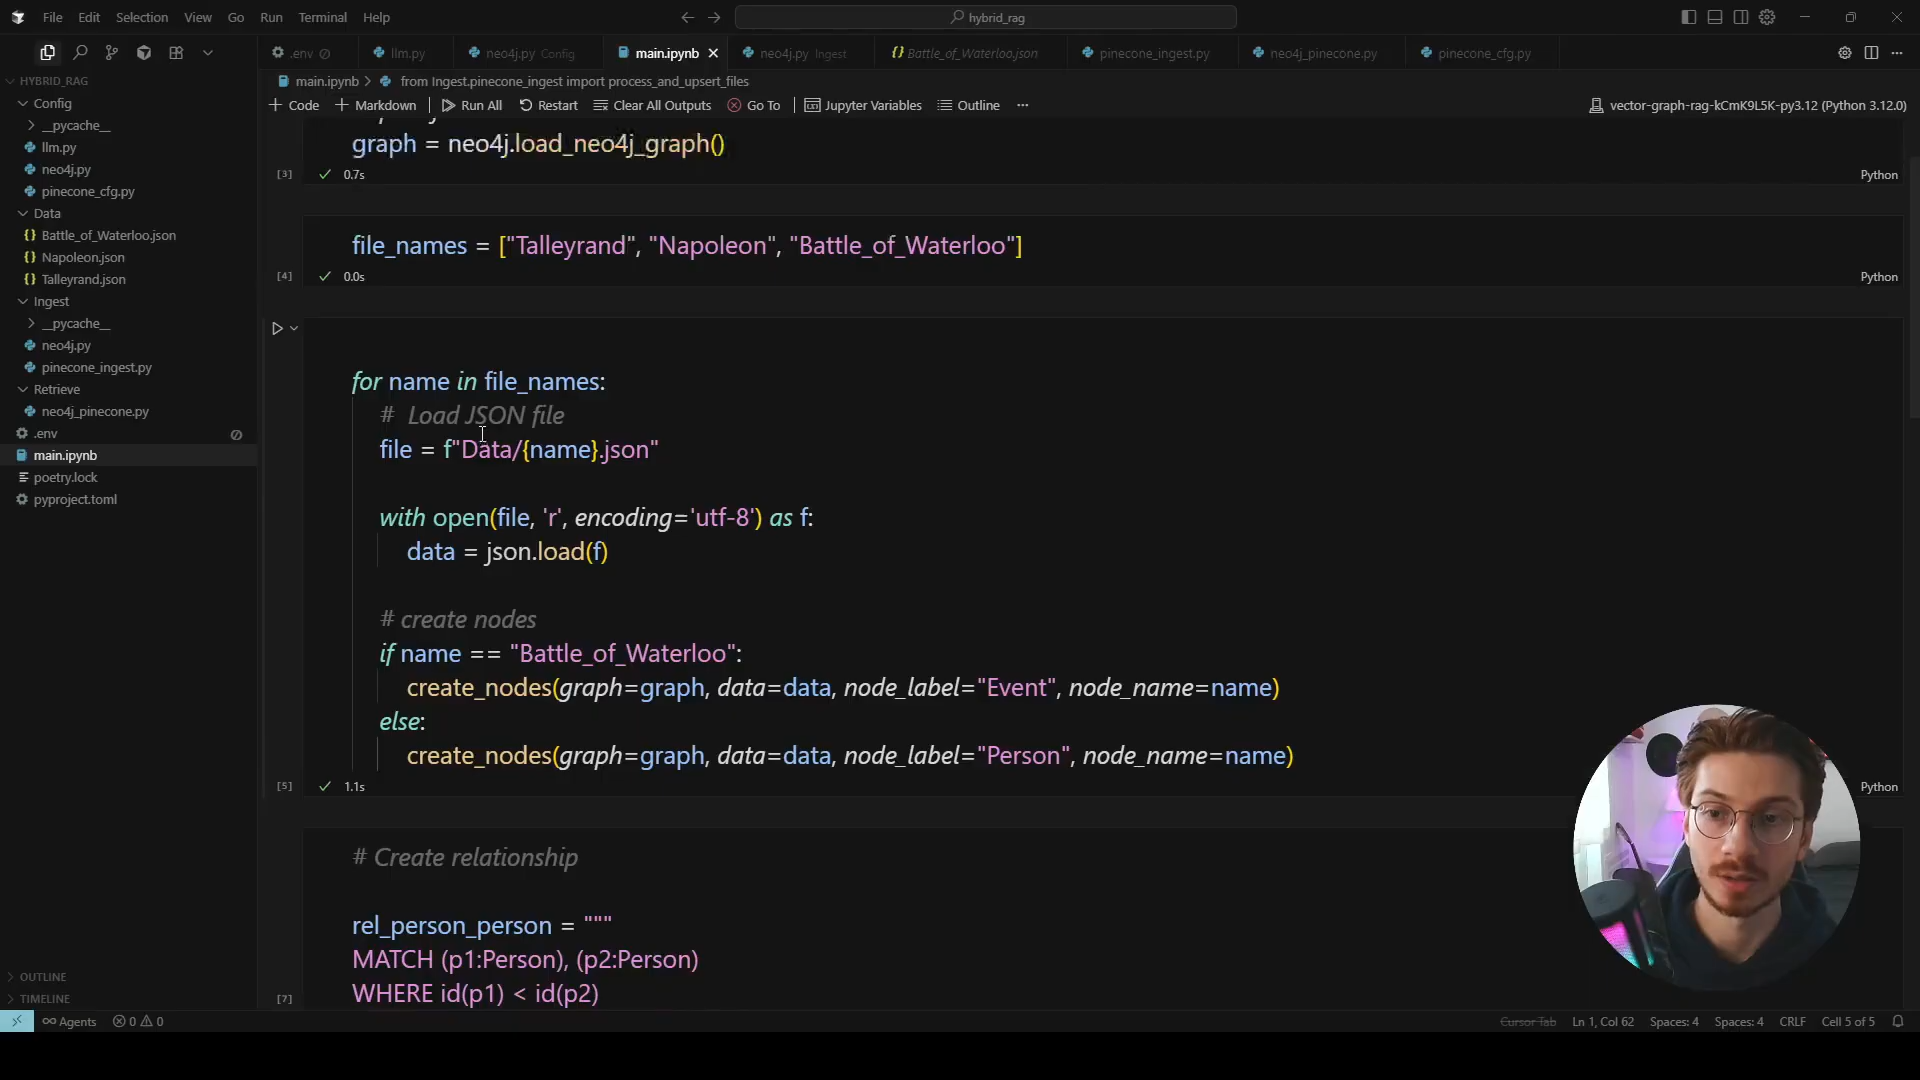 File Edit Selection View Go Run Terminal Help
hybrid_rag
.env
llm.py
neo4j.py Config
main.ipynb
neo4j.py Ingest
Battle_of_Waterloo.json
pinecone_ingest.py
neo4j_pinecone.py
pinecone_cfg.py
HYBRID_RAG
Config
__pycache__
llm.py
neo4j.py
pinecone_cfg.py
Data
Battle_of_Waterloo.json
Napoleon.json
Talleyrand.json
Ingest
__pycache__
neo4j.py
pinecone_ingest.py
Retrieve
neo4j_pinecone.py
.env
main.ipynb
poetry.lock
pyproject.toml
OUTLINE
TIMELINE
main.ipynb > from Ingest.pinecone_ingest import process_and_upsert_files
+ Code + Markdown Run All Restart Clear All Outputs Go To Jupyter Variables Outline ...
vector-graph-rag-kCmK9L5K-py3.12 (Python 3.12.0)
graph = neo4j.load_neo4j_graph()
[3] 0.7s Python
file_names = ["Talleyrand", "Napoleon", "Battle_of_Waterloo"]
[4] 0.0s Python
for name in file_names:
# Load JSON file
file = f"Data/{name}.json"
with open(file, 'r', encoding='utf-8') as f:
data = json.load(f)
# create nodes
if name == "Battle_of_Waterloo":
create_nodes(graph=graph, data=data, node_label="Event", node_name=name)
else:
create_nodes(graph=graph, data=data, node_label="Person", node_name=name)
[5] 1.1s Python
# Create relationship
rel_person_person = """
MATCH (p1:Person), (p2:Person)
WHERE id(p1) < id(p2)
[7]
Agents 0 0
Cursor Tab Ln 1, Col 62 Spaces: 4 Spaces: 4 CRLF Cell 5 of 5